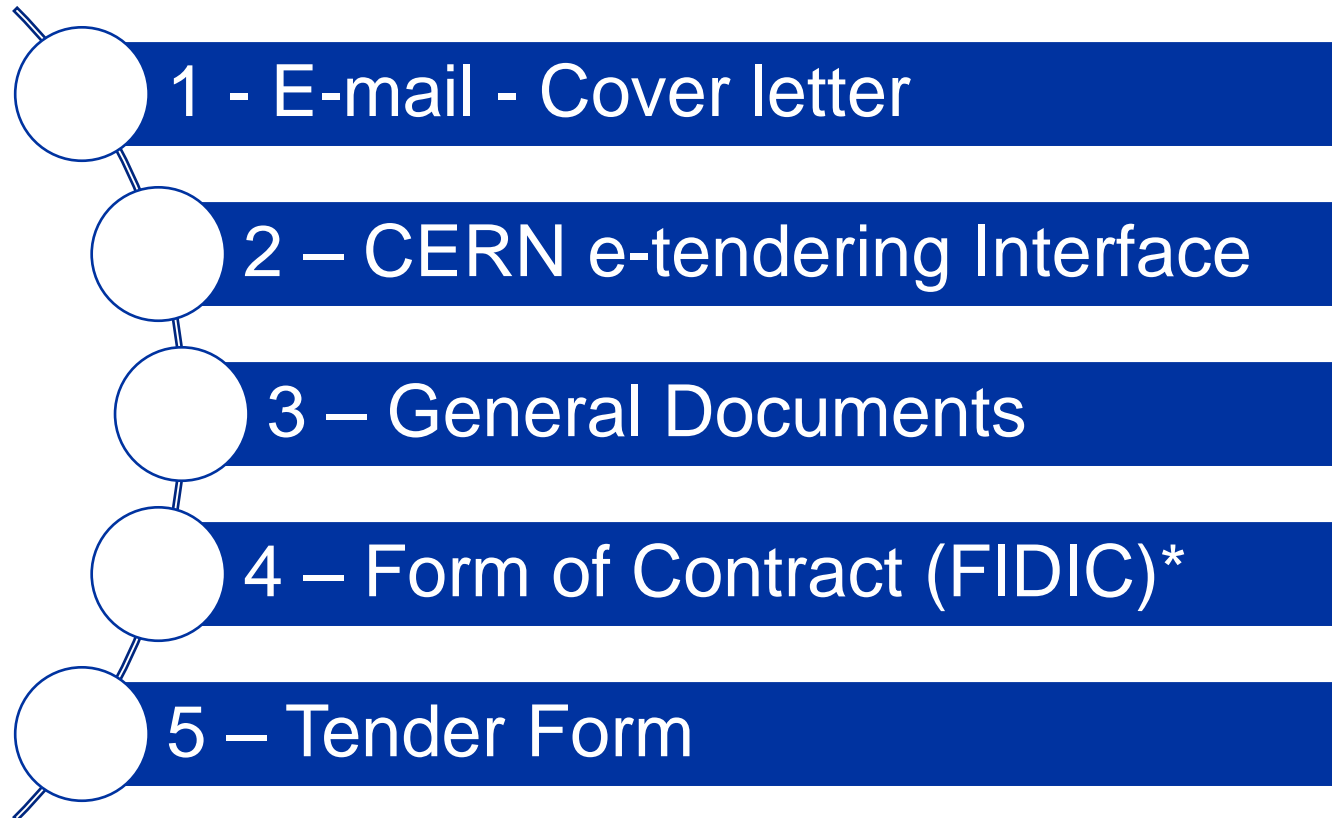 1 - E-mail - Cover letter
2 – CERN e-tendering Interface
3 – General Documents
4 – Form of Contract (FIDIC)*
5 – Tender Form